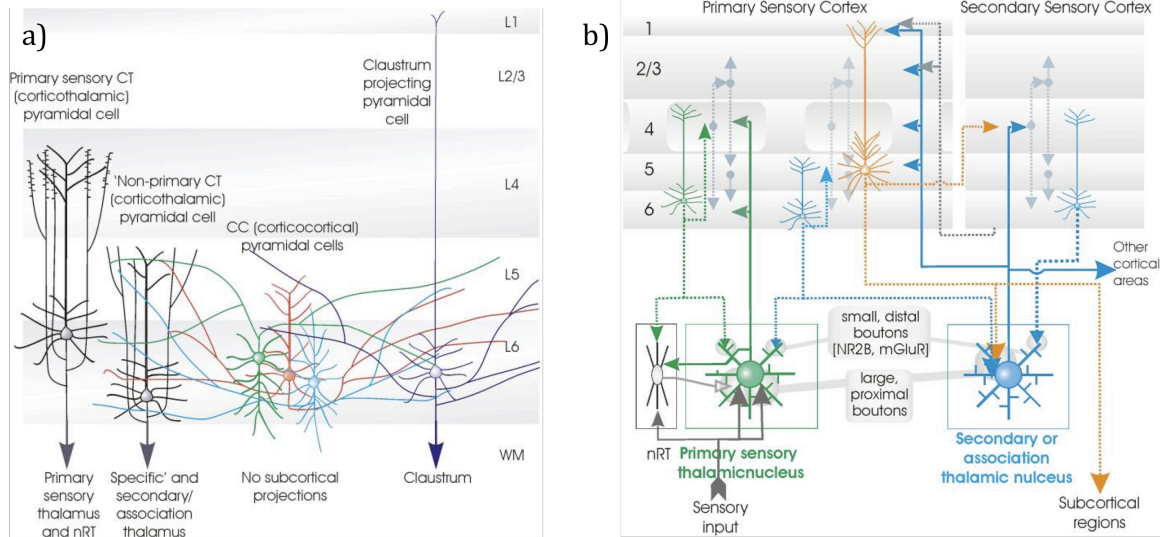 a)
L1
Claustrum
projecting
pyramidal
cell
L2/3
Primary sensory CT
(corticothalamic)
pyramidal cell
L4
'Non-primary CT
(corticothalamic)
pyramidal cell
CC (corticocortical)
pyramidal cells
L5
L6
WM
Primary
sensory
thalamus
and nRT
Specific' and
secondary/
association
thalamus
No subcortical
projections
Claustrum
b)
Primary Sensory Cortex
Secondary Sensory Cortex
1
2/3
4
5
6
Other
cortical
areas
small, distal
boutons
[NR2B, mGluR]
large,
proximal
boutons
nRT
Primary sensory
thalamicnucleus
Secondary or
association
thalamic nulceus
Sensory
input
Subcortical
regions